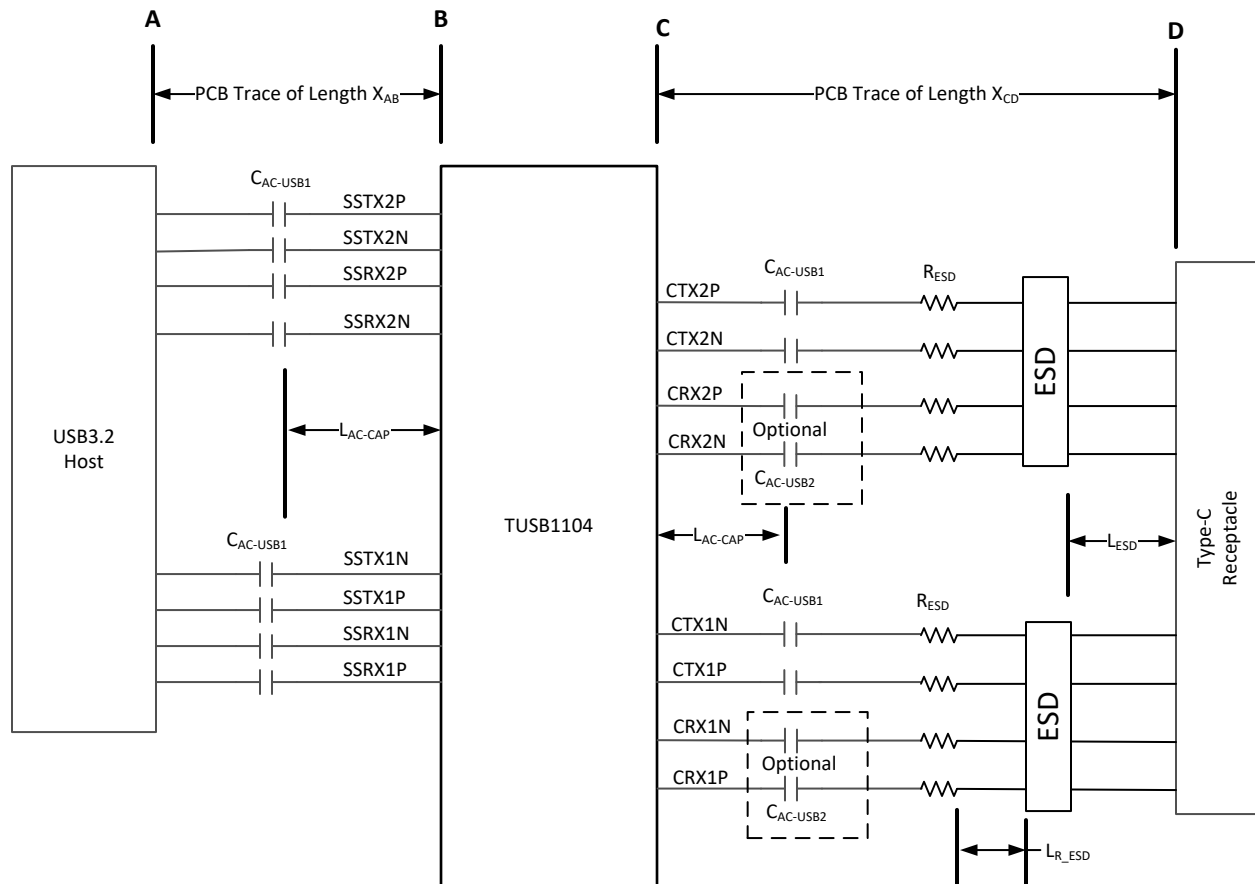 A
B
C
D
PCB Trace of Length XAB
PCB Trace of Length XCD
CAC-USB1
SSTX2P
SSTX2N
SSRX2P
SSRX2N
LAC-CAP
USB3.2
Host
CAC-USB1
SSTX1N
SSTX1P
SSRX1N
SSRX1P
TUSB1104
CAC-USB1
RESD
CTX2P
CTX2N
CRX2P
Optional
CRX2N
CAC-USB2
ESD
LAC-CAP
LESD
Type-C
Receptacle
CAC-USB1
RESD
CTX1N
CTX1P
CRX1N
Optional
CRX1P
CAC-USB2
ESD
LR_ESD